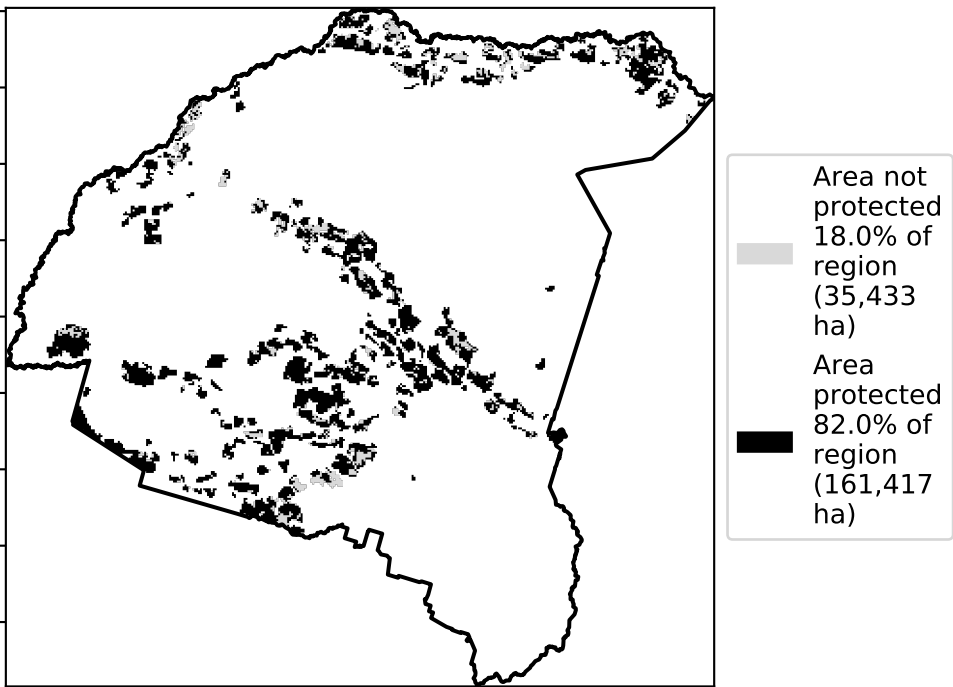 Area not
protected
18.0% of
region
(35,433
ha)
Area
protected
82.0% of
region
(161,417
ha)